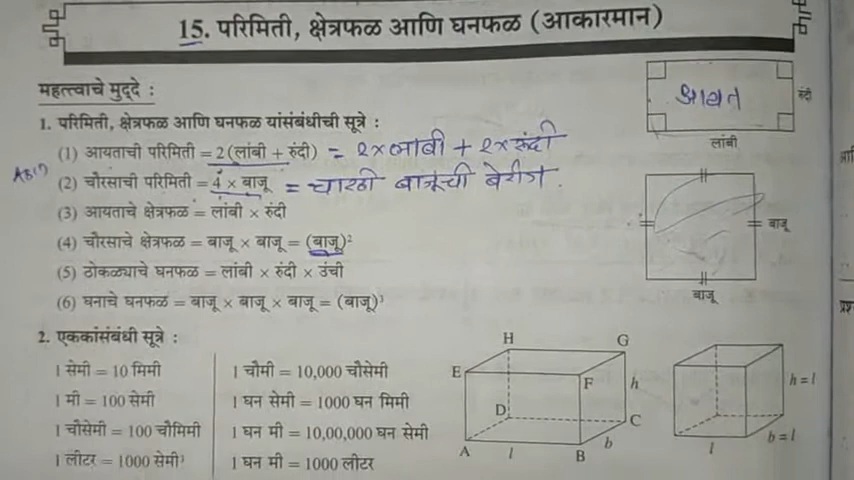 15. परिमिती, क्षेत्रफळ आणि घनफळ (आकारमान)
महत्त्वाचे मुद्दे :
1. परिमिती, क्षेत्रफळ आणि घनफळ यांसंबंधीची सूत्रे :
(1) आयताची परिमिती = 2 (लांबी + रुंदी) = २ × लांबी + २ × रुंदी
(2) चौरसाची परिमिती = 4 × बाजू = चारही बाजूची बेरीज.
(3) आयताचे क्षेत्रफळ = लांबी × रुंदी
(4) चौरसाचे क्षेत्रफळ = बाजू × बाजू = (बाजू)²
(5) ठोकळ्याचे घनफळ = लांबी × रुंदी × उंची
(6) घनाचे घनफळ = बाजू × बाजू × बाजू = (बाजू)³
आयत
रुंदी
लांबी
बाजू
बाजू
2. एककांसंबंधी सूत्रे :
1 सेमी = 10 मिमी
1 मी = 100 सेमी
1 चौसेमी = 100 चौमिमी
1 लीटर = 1000 सेमी³
1 चौमी = 10,000 चौसेमी
1 घन सेमी = 1000 घन मिमी
1 घन मी = 10,00,000 घन सेमी
1 घन मी = 1000 लीटर
H G
E F h
D C
A l B b
h = l
b = l
l